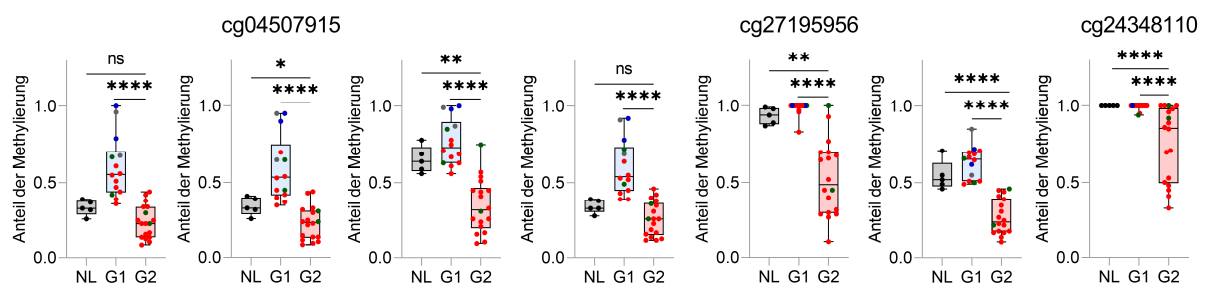 cg04507915 cg27195956 cg24348110
ns * ** ns ** **** ****
**** **** **** **** **** **** ****
Anteil der Methylierung Anteil der Methylierung Anteil der Methylierung Anteil der Methylierung Anteil der Methylierung Anteil der Methylierung Anteil der Methylierung
1.0 1.0 1.0 1.0 1.0 1.0 1.0
0.5 0.5 0.5 0.5 0.5 0.5 0.5
0.0 0.0 0.0 0.0 0.0 0.0 0.0
NL G1 G2 NL G1 G2 NL G1 G2 NL G1 G2 NL G1 G2 NL G1 G2 NL G1 G2